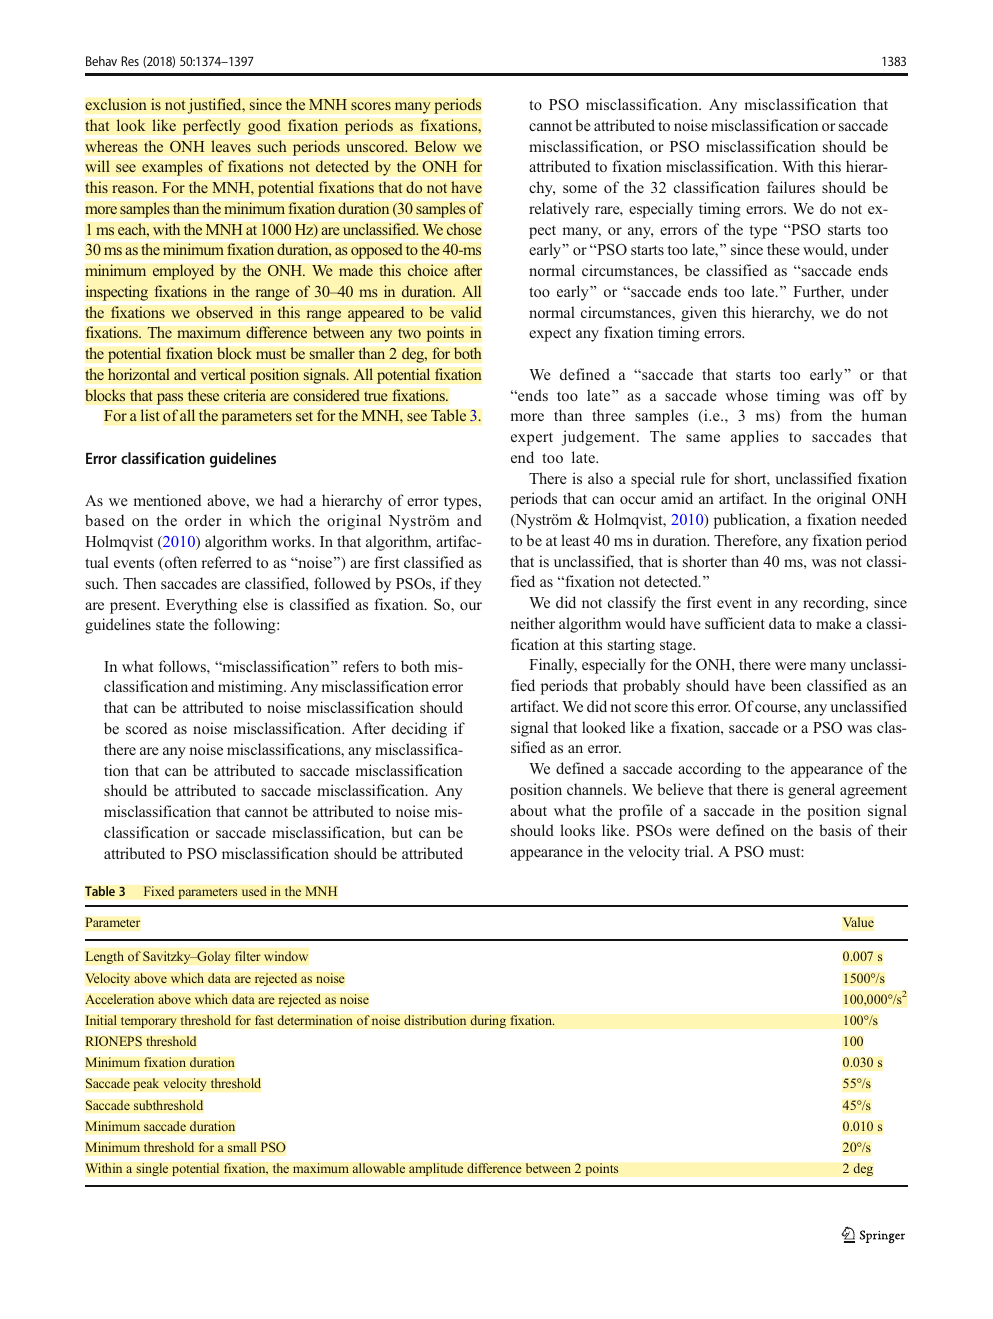 Behav Res (2018) 50:1374–1397
1383
exclusion is not justified, since the MNH scores many periods
that look like perfectly good fixation periods as fixations,
whereas the ONH leaves such periods unscored. Below we
will see examples of fixations not detected by the ONH for
this reason. For the MNH, potential fixations that do not have
more samples than the minimum fixation duration (30 samples of
1 ms each, with the MNH at 1000 Hz) are unclassified. We chose
30 ms as the minimum fixation duration, as opposed to the 40-ms
minimum employed by the ONH. We made this choice after
inspecting fixations in the range of 30–40 ms in duration. All
the fixations we observed in this range appeared to be valid
fixations. The maximum difference between any two points in
the potential fixation block must be smaller than 2 deg, for both
the horizontal and vertical position signals. All potential fixation
blocks that pass these criteria are considered true fixations.
For a list of all the parameters set for the MNH, see Table 3.
Error classification guidelines
As we mentioned above, we had a hierarchy of error types,
based on the order in which the original Nyström and
Holmqvist (2010) algorithm works. In that algorithm, artifac-
tual events (often referred to as “noise”) are first classified as
such. Then saccades are classified, followed by PSOs, if they
are present. Everything else is classified as fixation. So, our
guidelines state the following:
In what follows, “misclassification” refers to both mis-
classification and mistiming. Any misclassification error
that can be attributed to noise misclassification should
be scored as noise misclassification. After deciding if
there are any noise misclassifications, any misclassifica-
tion that can be attributed to saccade misclassification
should be attributed to saccade misclassification. Any
misclassification that cannot be attributed to noise mis-
classification or saccade misclassification, but can be
attributed to PSO misclassification should be attributed
to PSO misclassification. Any misclassification that
cannot be attributed to noise misclassification or saccade
misclassification, or PSO misclassification should be
attributed to fixation misclassification. With this hierar-
chy, some of the 32 classification failures should be
relatively rare, especially timing errors. We do not ex-
pect many, or any, errors of the type “PSO starts too
early” or “PSO starts too late,” since these would, under
normal circumstances, be classified as “saccade ends
too early” or “saccade ends too late.” Further, under
normal circumstances, given this hierarchy, we do not
expect any fixation timing errors.
We defined a “saccade that starts too early” or that
“ends too late” as a saccade whose timing was off by
more than three samples (i.e., 3 ms) from the human
expert judgement. The same applies to saccades that
end too late.
There is also a special rule for short, unclassified fixation
periods that can occur amid an artifact. In the original ONH
(Nyström & Holmqvist, 2010) publication, a fixation needed
to be at least 40 ms in duration. Therefore, any fixation period
that is unclassified, that is shorter than 40 ms, was not classi-
fied as “fixation not detected.”
We did not classify the first event in any recording, since
neither algorithm would have sufficient data to make a classi-
fication at this starting stage.
Finally, especially for the ONH, there were many unclassi-
fied periods that probably should have been classified as an
artifact. We did not score this error. Of course, any unclassified
signal that looked like a fixation, saccade or a PSO was clas-
sified as an error.
We defined a saccade according to the appearance of the
position channels. We believe that there is general agreement
about what the profile of a saccade in the position signal
should looks like. PSOs were defined on the basis of their
appearance in the velocity trial. A PSO must:
Table 3 Fixed parameters used in the MNH
Parameter Value
Length of Savitzky–Golay filter window 0.007 s
Velocity above which data are rejected as noise 1500°/s
Acceleration above which data are rejected as noise 100,000°/s²
Initial temporary threshold for fast determination of noise distribution during fixation. 100°/s
RIONEPS threshold 100
Minimum fixation duration 0.030 s
Saccade peak velocity threshold 55°/s
Saccade subthreshold 45°/s
Minimum saccade duration 0.010 s
Minimum threshold for a small PSO 20°/s
Within a single potential fixation, the maximum allowable amplitude difference between 2 points 2 deg
Springer